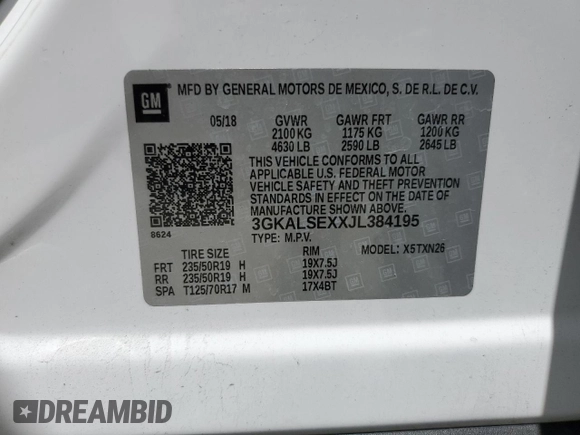 GM
MFD BY GENERAL MOTORS DE MEXICO, S. DE R.L. DE C.V.
05/18 GVWR GAWR FRT GAWR RR
2100 KG 1175 KG 1200 KG
4630 LB 2590 LB 2645 LB
THIS VEHICLE CONFORMS TO ALL
APPLICABLE U.S. FEDERAL MOTOR
VEHICLE SAFETY AND THEFT PREVENTION
STANDARDS IN EFFECT ON THE DATE OF
MANUFACTURE SHOWN ABOVE.
8624
3GKALSEXXJL384195
TYPE: M.P.V. X5TXN26
TIRE SIZE RIM
FRT 235/50R19 H 19X7.5J
RR 235/50R19 H 19X7.5J
SPA T125/70R17 M 17X4BT
DREAMBID